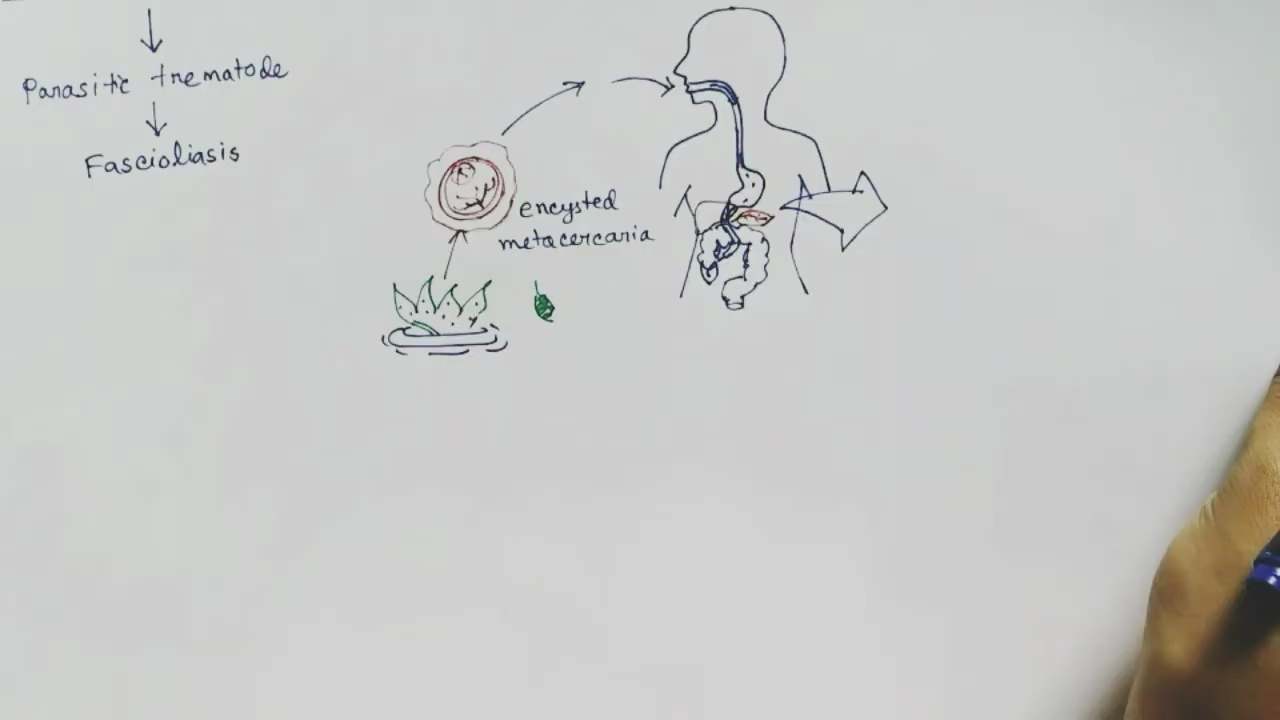 Parasitic trematode
Fascioliasis
encysted
metacercaria